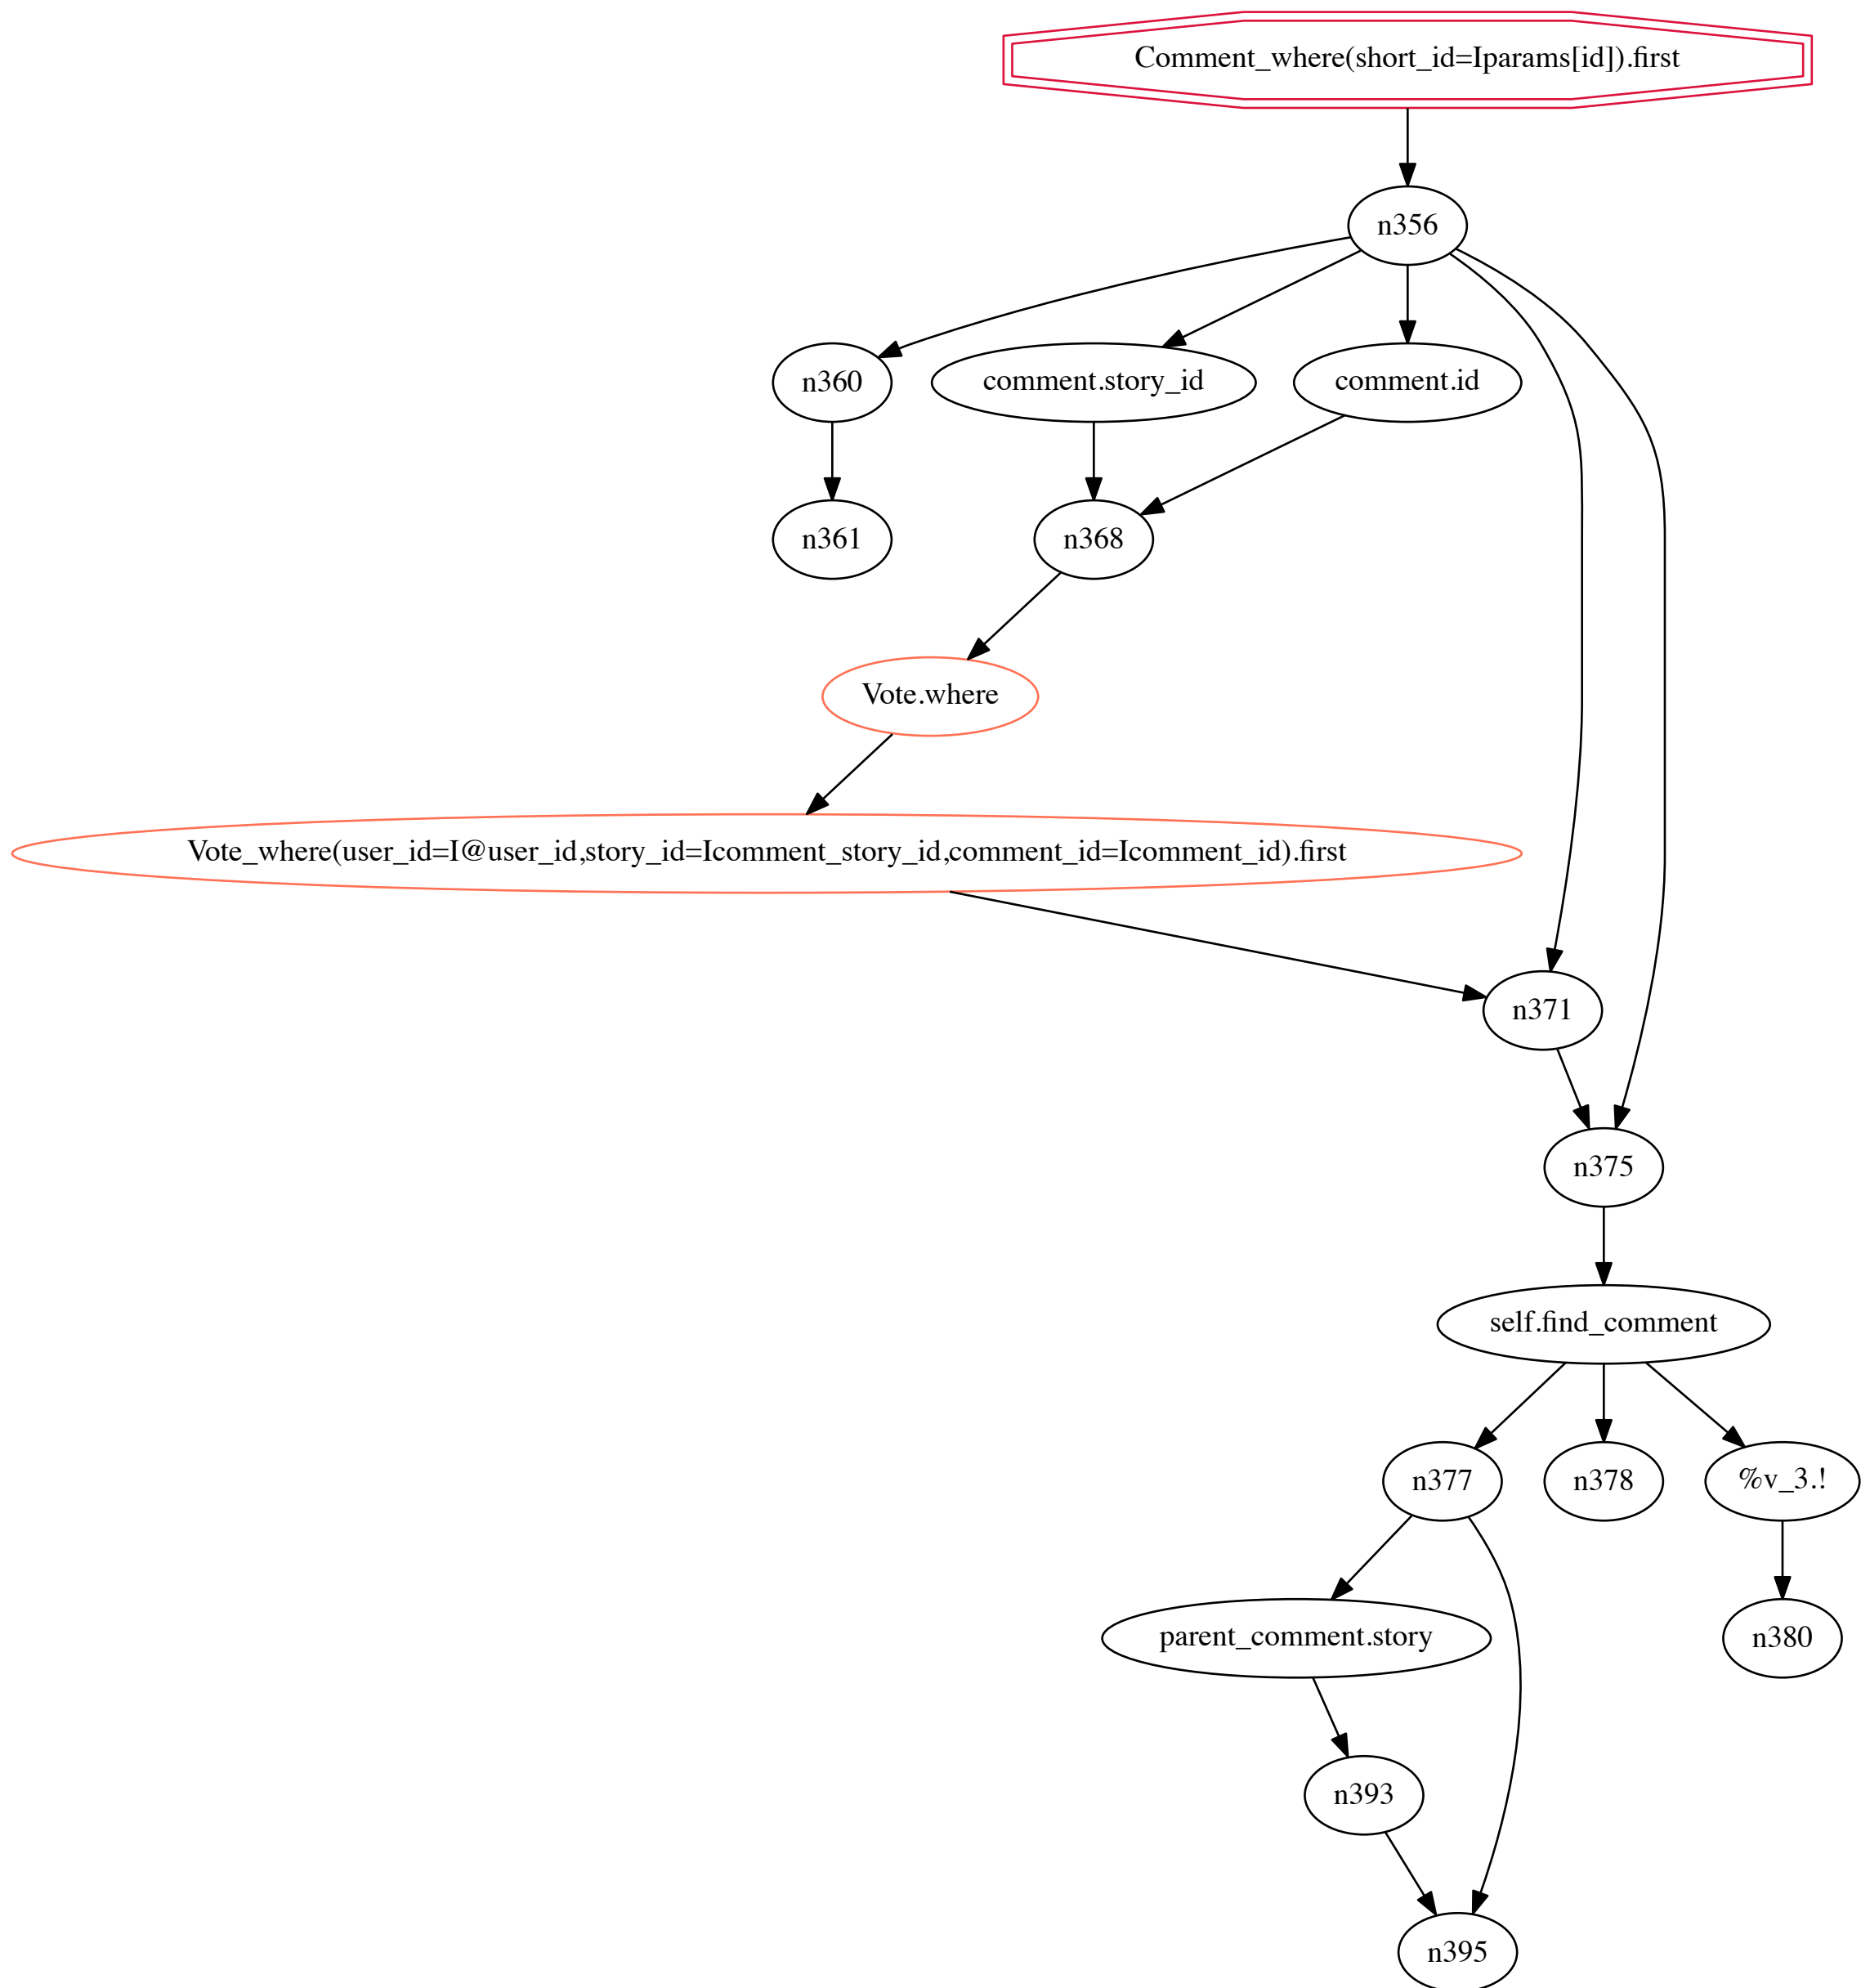 Comment_where(short_id=Iparams[id]).first
n356
n360
comment.story_id
comment.id
n361
n368
Vote.where
Vote_where(user_id=I@user_id,story_id=Icomment_story_id,comment_id=Icomment_id).first
n371
n375
self.find_comment
n377
n378
%v_3.!
parent_comment.story
n380
n393
n395